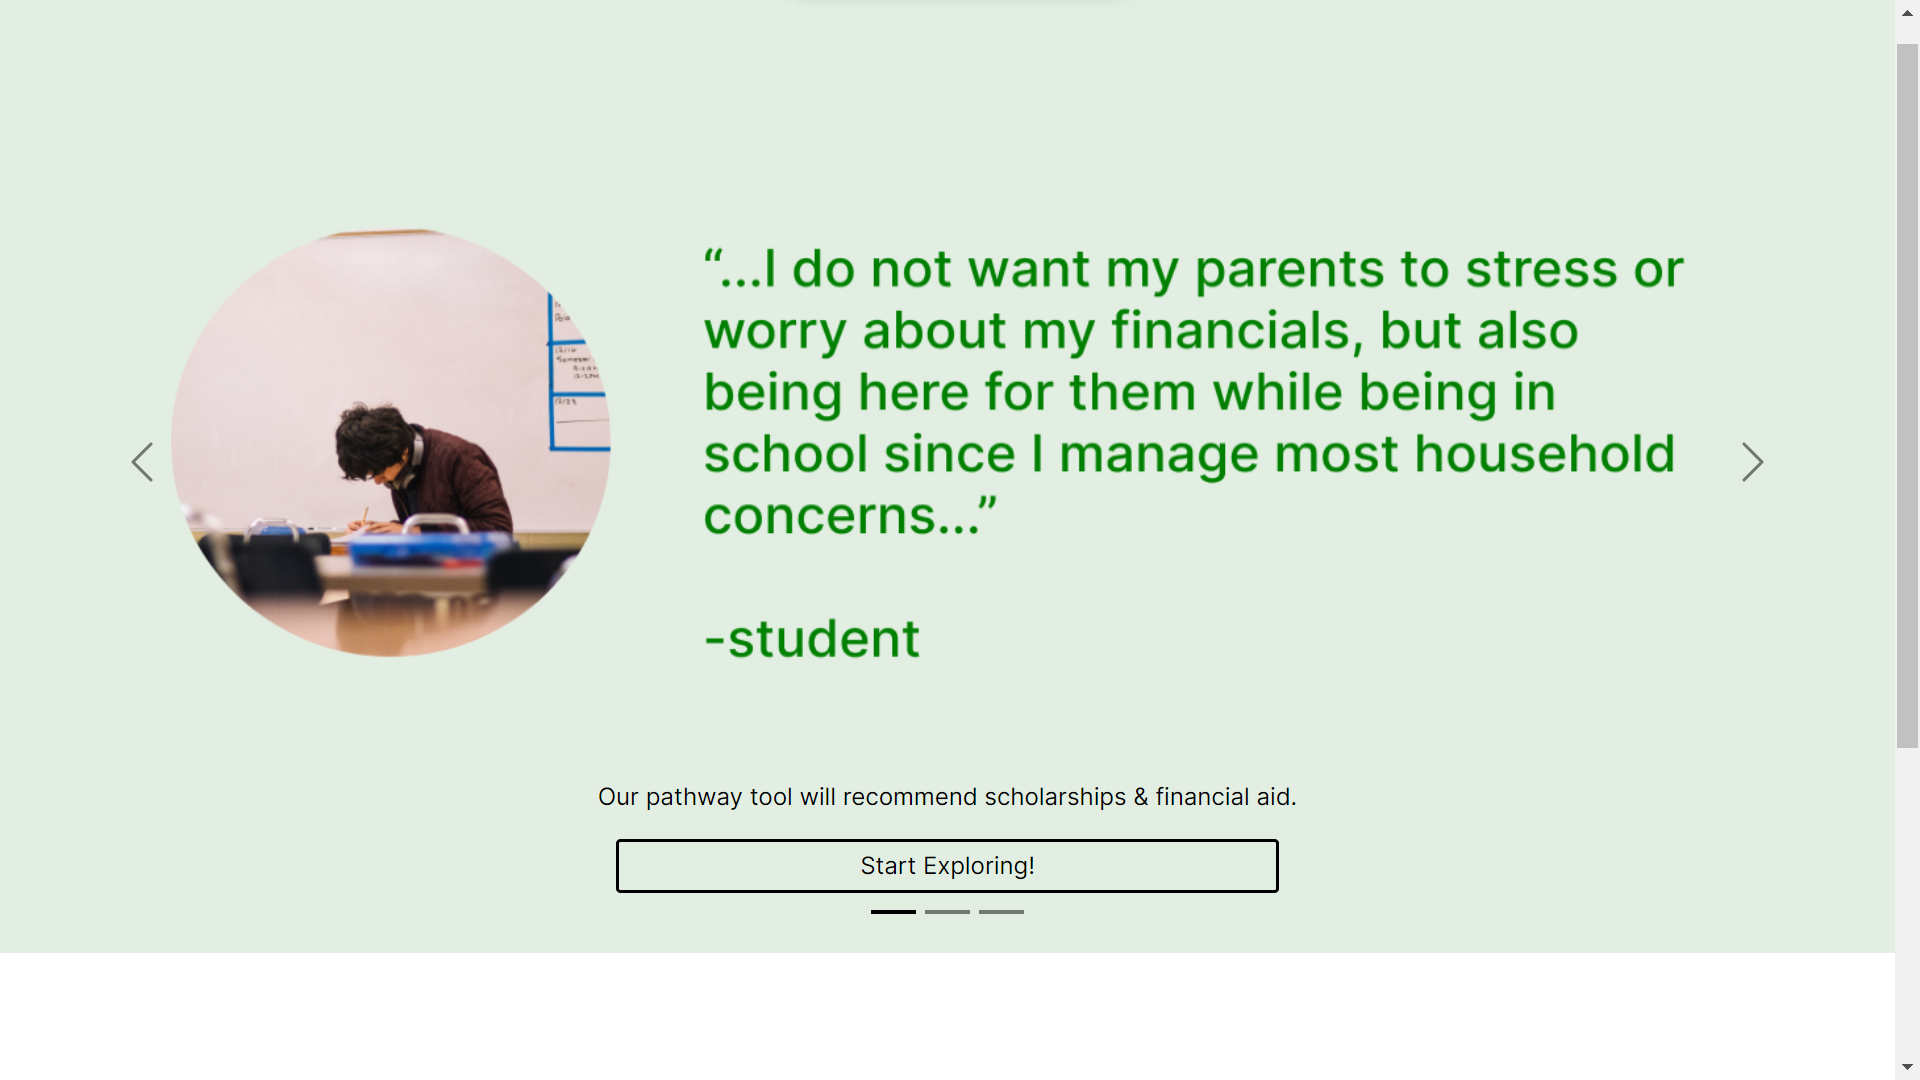 “...I do not want my parents to stress or
worry about my financials, but also
being here for them while being in
school since I manage most household
concerns...”
-student
Our pathway tool will recommend scholarships & financial aid.
Start Exploring!